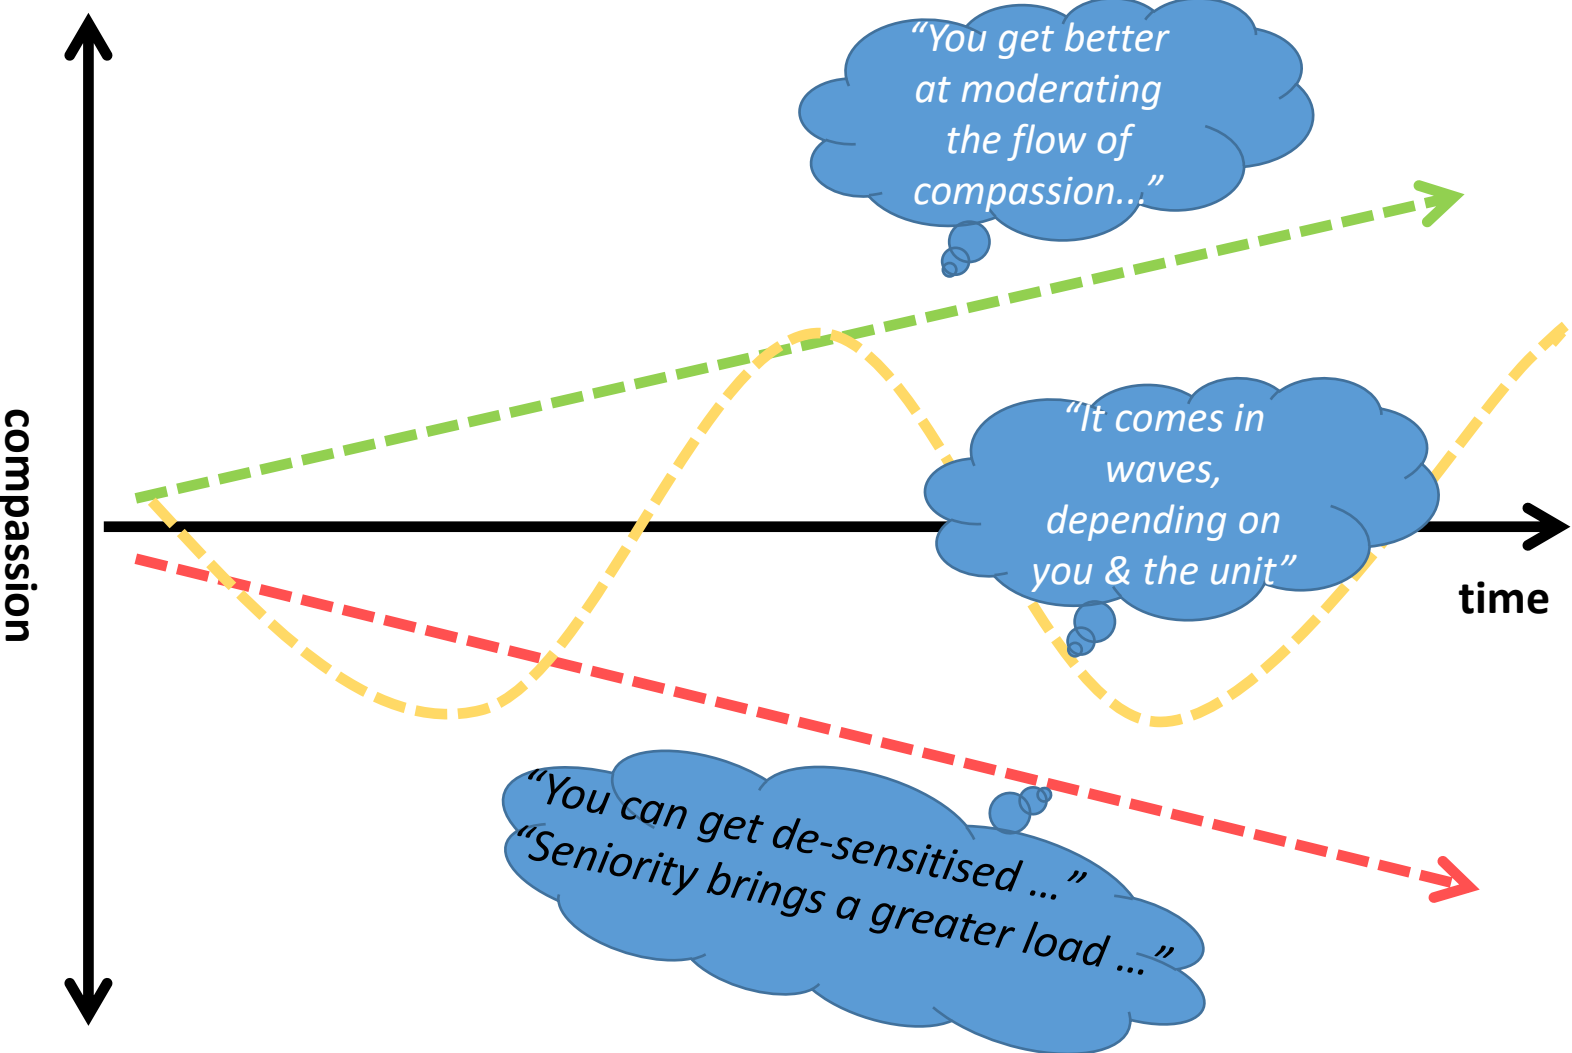 “You get better
at moderating
the flow of
compassion...”
“It comes in
waves,
depending on
you & the unit”
compassion
time
“You can get de-sensitised ...”
“Seniority brings a greater load ...”